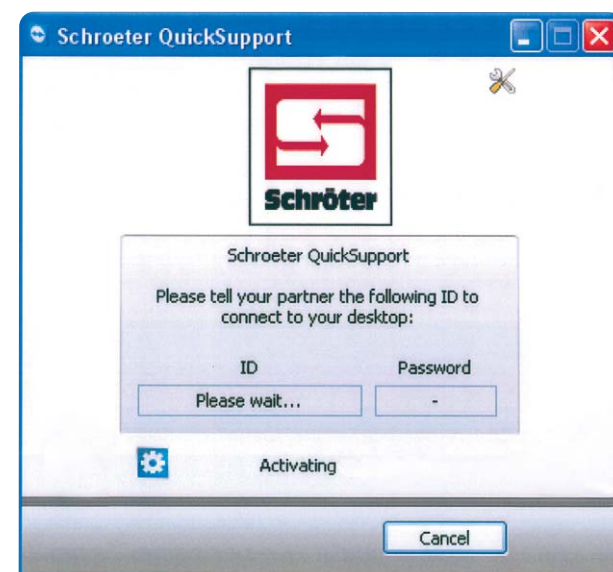 Schroeter QuickSupport
Schröter
Schroeter QuickSupport
Please tell your partner the following ID to
connect to your desktop:
ID Password
Please wait... -
Activating
Cancel